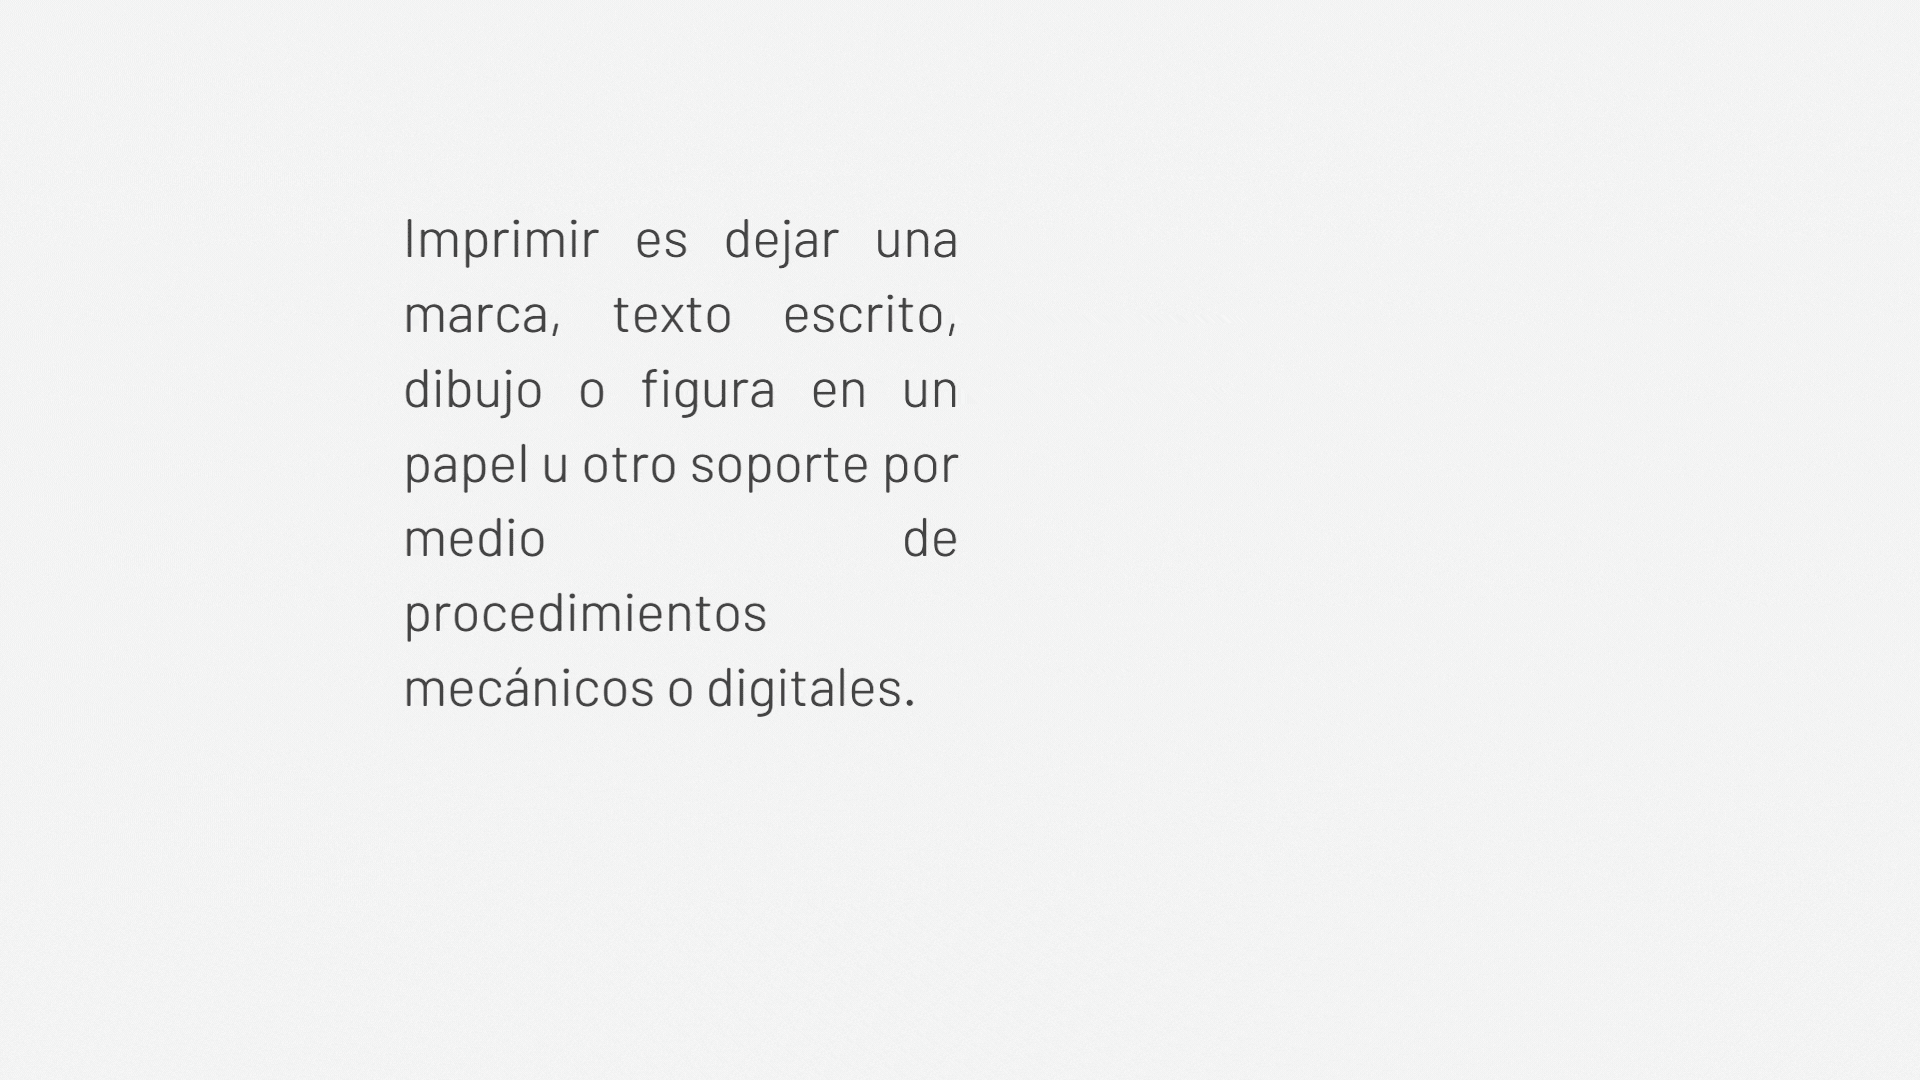 Imprimir es dejar una
marca, texto escrito,
dibujo o figura en un
papel u otro soporte por
medio de
procedimientos
mecánicos o digitales.